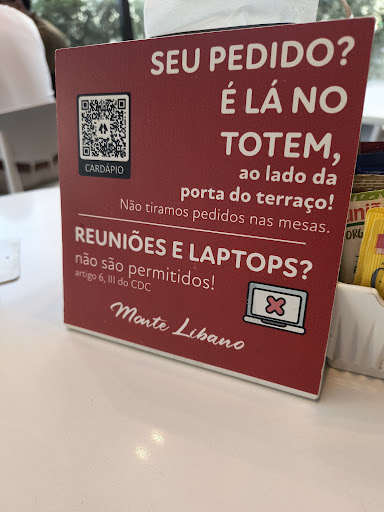 SEU PEDIDO?
É LÁ NO
TOTEM,
ao lado da
porta do terraço!
Não tiramos pedidos nas mesas.
CARDÁPIO
REUNIÕES E LAPTOPS?
não são permitidos!
artigo 6, III do CDC
Monte Líbano